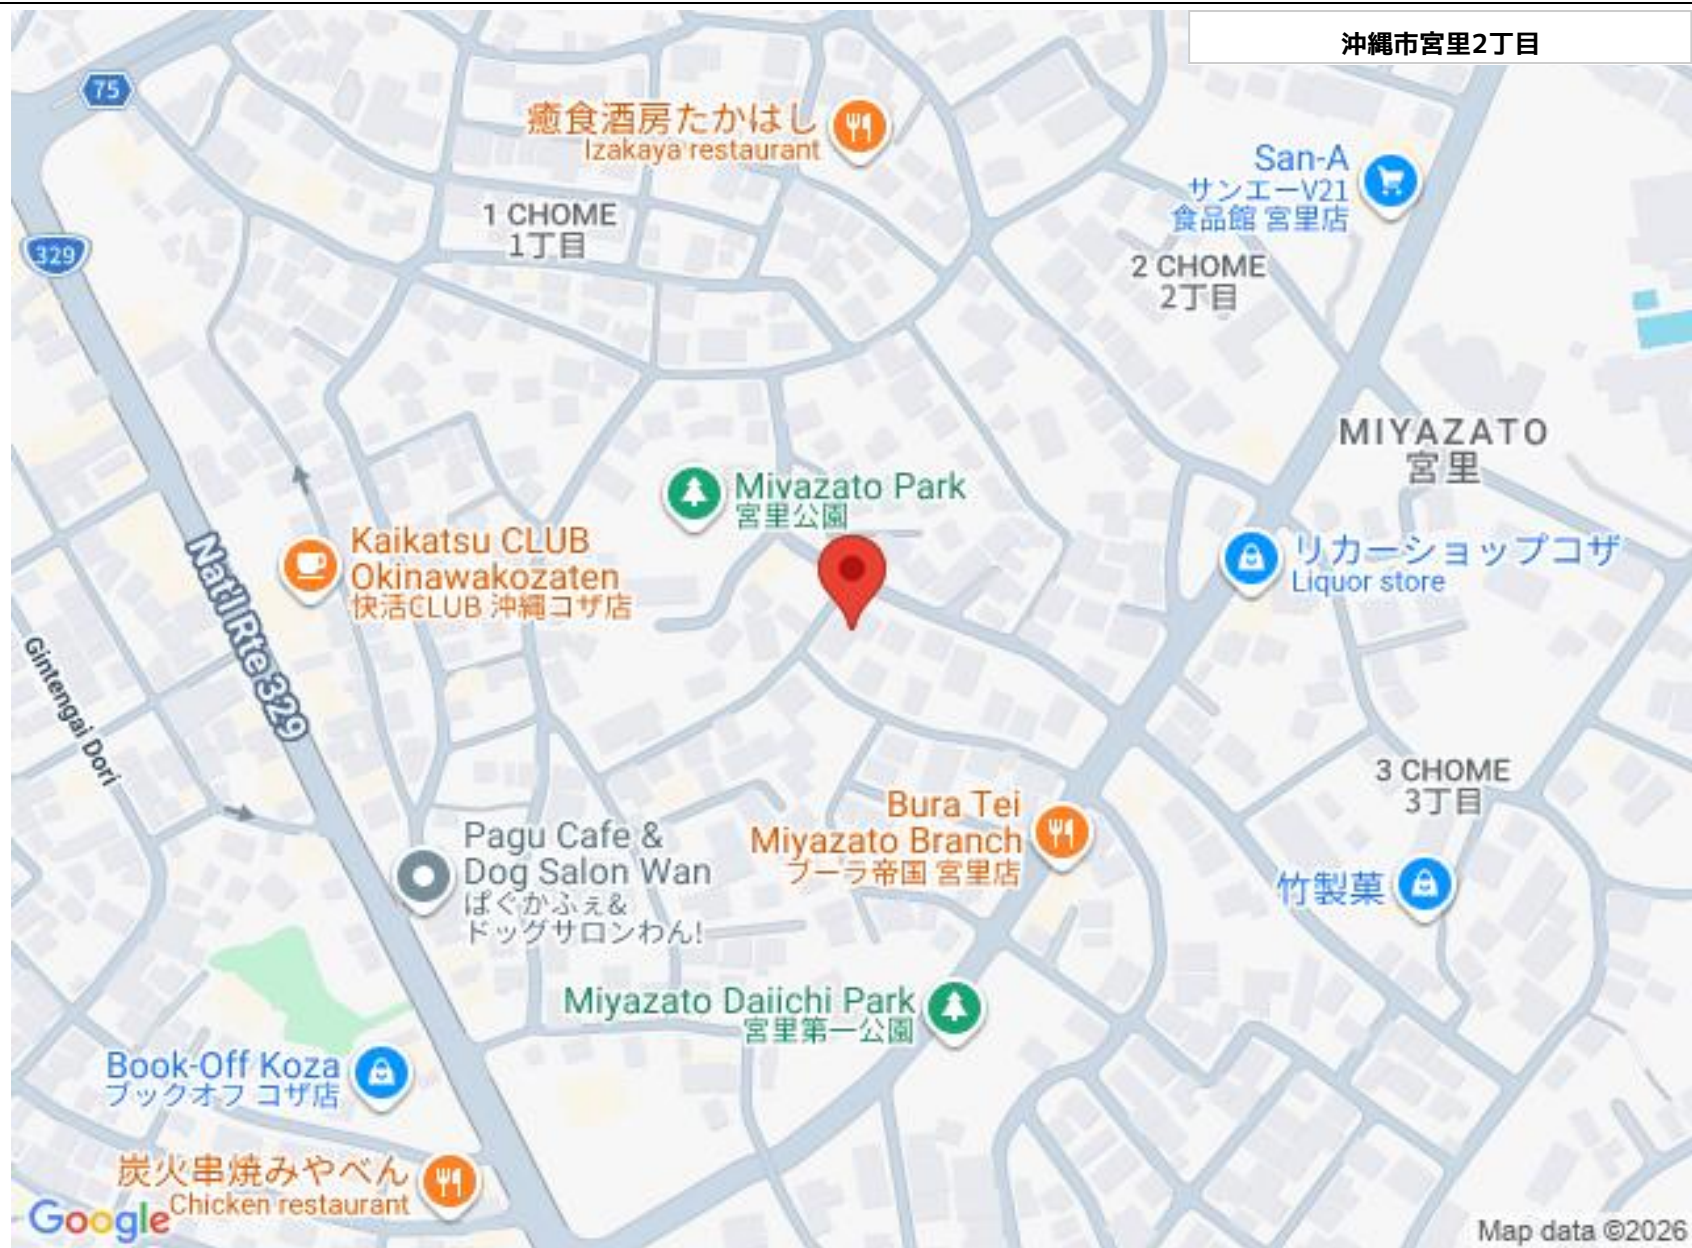 沖縄市宮里2丁目
75
癒食酒房たかはし
Izakaya restaurant
San-A
サンエーV21
食品館 宮里店
1 CHOME
1丁目
329
2 CHOME
2丁目
MIYAZATO
宮里
Miyazato Park
宮里公園
Kaikatsu CLUB
Okinawakozaten
快活CLUB 沖縄コザ店
リカーショップコザ
Liquor store
Nat'l Rte 329
Gintengai Dori
3 CHOME
3丁目
Bura Tei
Miyazato Branch
ブーラ帝国 宮里店
Pagu Cafe &
Dog Salon Wan
ぱぐかふぇ&
ドッグサロンわん!
竹製菓
Miyazato Daiichi Park
宮里第一公園
Book-Off Koza
ブックオフ コザ店
炭火串焼みやべん
Chicken restaurant
Google
Map data ©2026